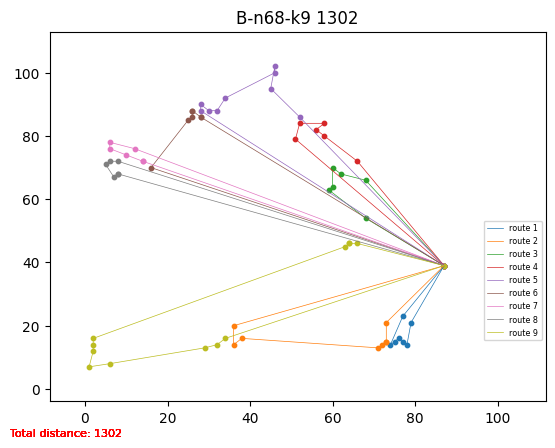 B-n68-k9 1302
100
80
60
40
20
0
0 20 40 60 80 100
route 1
route 2
route 3
route 4
route 5
route 6
route 7
route 8
route 9
Total distance: 1302